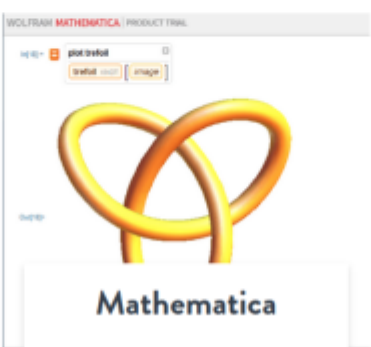 WOLFRAM MATHEMATICA | PRODUCT TRIAL
plot trefoil
trefoil [ image ]
Mathematica